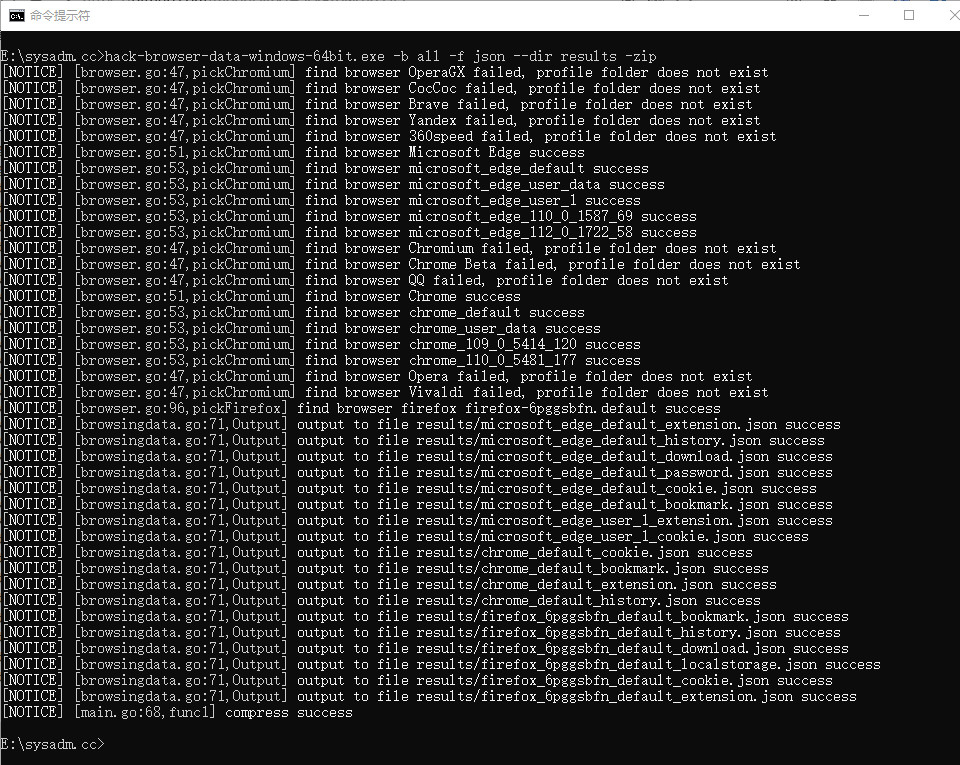 命令提示符
E:\sysadm.cc>hack-browser-data-windows-64bit.exe -b all -f json --dir results -zip
[NOTICE] [browser.go:47,pickChromium] find browser OperaGX failed, profile folder does not exist
[NOTICE] [browser.go:47,pickChromium] find browser CocCoc failed, profile folder does not exist
[NOTICE] [browser.go:47,pickChromium] find browser Brave failed, profile folder does not exist
[NOTICE] [browser.go:47,pickChromium] find browser Yandex failed, profile folder does not exist
[NOTICE] [browser.go:47,pickChromium] find browser 360speed failed, profile folder does not exist
[NOTICE] [browser.go:51,pickChromium] find browser Microsoft Edge success
[NOTICE] [browser.go:53,pickChromium] find browser microsoft_edge_default success
[NOTICE] [browser.go:53,pickChromium] find browser microsoft_edge_user_data success
[NOTICE] [browser.go:53,pickChromium] find browser microsoft_edge_user_1 success
[NOTICE] [browser.go:53,pickChromium] find browser microsoft_edge_110_0_1587_69 success
[NOTICE] [browser.go:53,pickChromium] find browser microsoft_edge_112_0_1722_58 success
[NOTICE] [browser.go:47,pickChromium] find browser Chromium failed, profile folder does not exist
[NOTICE] [browser.go:47,pickChromium] find browser Chrome Beta failed, profile folder does not exist
[NOTICE] [browser.go:47,pickChromium] find browser QQ failed, profile folder does not exist
[NOTICE] [browser.go:51,pickChromium] find browser Chrome success
[NOTICE] [browser.go:53,pickChromium] find browser chrome_default success
[NOTICE] [browser.go:53,pickChromium] find browser chrome_user_data success
[NOTICE] [browser.go:53,pickChromium] find browser chrome_109_0_5414_120 success
[NOTICE] [browser.go:53,pickChromium] find browser chrome_110_0_5481_177 success
[NOTICE] [browser.go:47,pickChromium] find browser Opera failed, profile folder does not exist
[NOTICE] [browser.go:47,pickChromium] find browser Vivaldi failed, profile folder does not exist
[NOTICE] [browser.go:96,pickFirefox] find browser firefox firefox-6pggsbfn.default success
[NOTICE] [browsingdata.go:71,Output] output to file results/microsoft_edge_default_extension.json success
[NOTICE] [browsingdata.go:71,Output] output to file results/microsoft_edge_default_history.json success
[NOTICE] [browsingdata.go:71,Output] output to file results/microsoft_edge_default_download.json success
[NOTICE] [browsingdata.go:71,Output] output to file results/microsoft_edge_default_password.json success
[NOTICE] [browsingdata.go:71,Output] output to file results/microsoft_edge_default_cookie.json success
[NOTICE] [browsingdata.go:71,Output] output to file results/microsoft_edge_default_bookmark.json success
[NOTICE] [browsingdata.go:71,Output] output to file results/microsoft_edge_user_1_extension.json success
[NOTICE] [browsingdata.go:71,Output] output to file results/microsoft_edge_user_1_cookie.json success
[NOTICE] [browsingdata.go:71,Output] output to file results/chrome_default_cookie.json success
[NOTICE] [browsingdata.go:71,Output] output to file results/chrome_default_bookmark.json success
[NOTICE] [browsingdata.go:71,Output] output to file results/chrome_default_extension.json success
[NOTICE] [browsingdata.go:71,Output] output to file results/chrome_default_history.json success
[NOTICE] [browsingdata.go:71,Output] output to file results/firefox_6pggsbfn_default_bookmark.json success
[NOTICE] [browsingdata.go:71,Output] output to file results/firefox_6pggsbfn_default_history.json success
[NOTICE] [browsingdata.go:71,Output] output to file results/firefox_6pggsbfn_default_download.json success
[NOTICE] [browsingdata.go:71,Output] output to file results/firefox_6pggsbfn_default_localstorage.json success
[NOTICE] [browsingdata.go:71,Output] output to file results/firefox_6pggsbfn_default_cookie.json success
[NOTICE] [browsingdata.go:71,Output] output to file results/firefox_6pggsbfn_default_extension.json success
[NOTICE] [main.go:68,func1] compress success
E:\sysadm.cc>